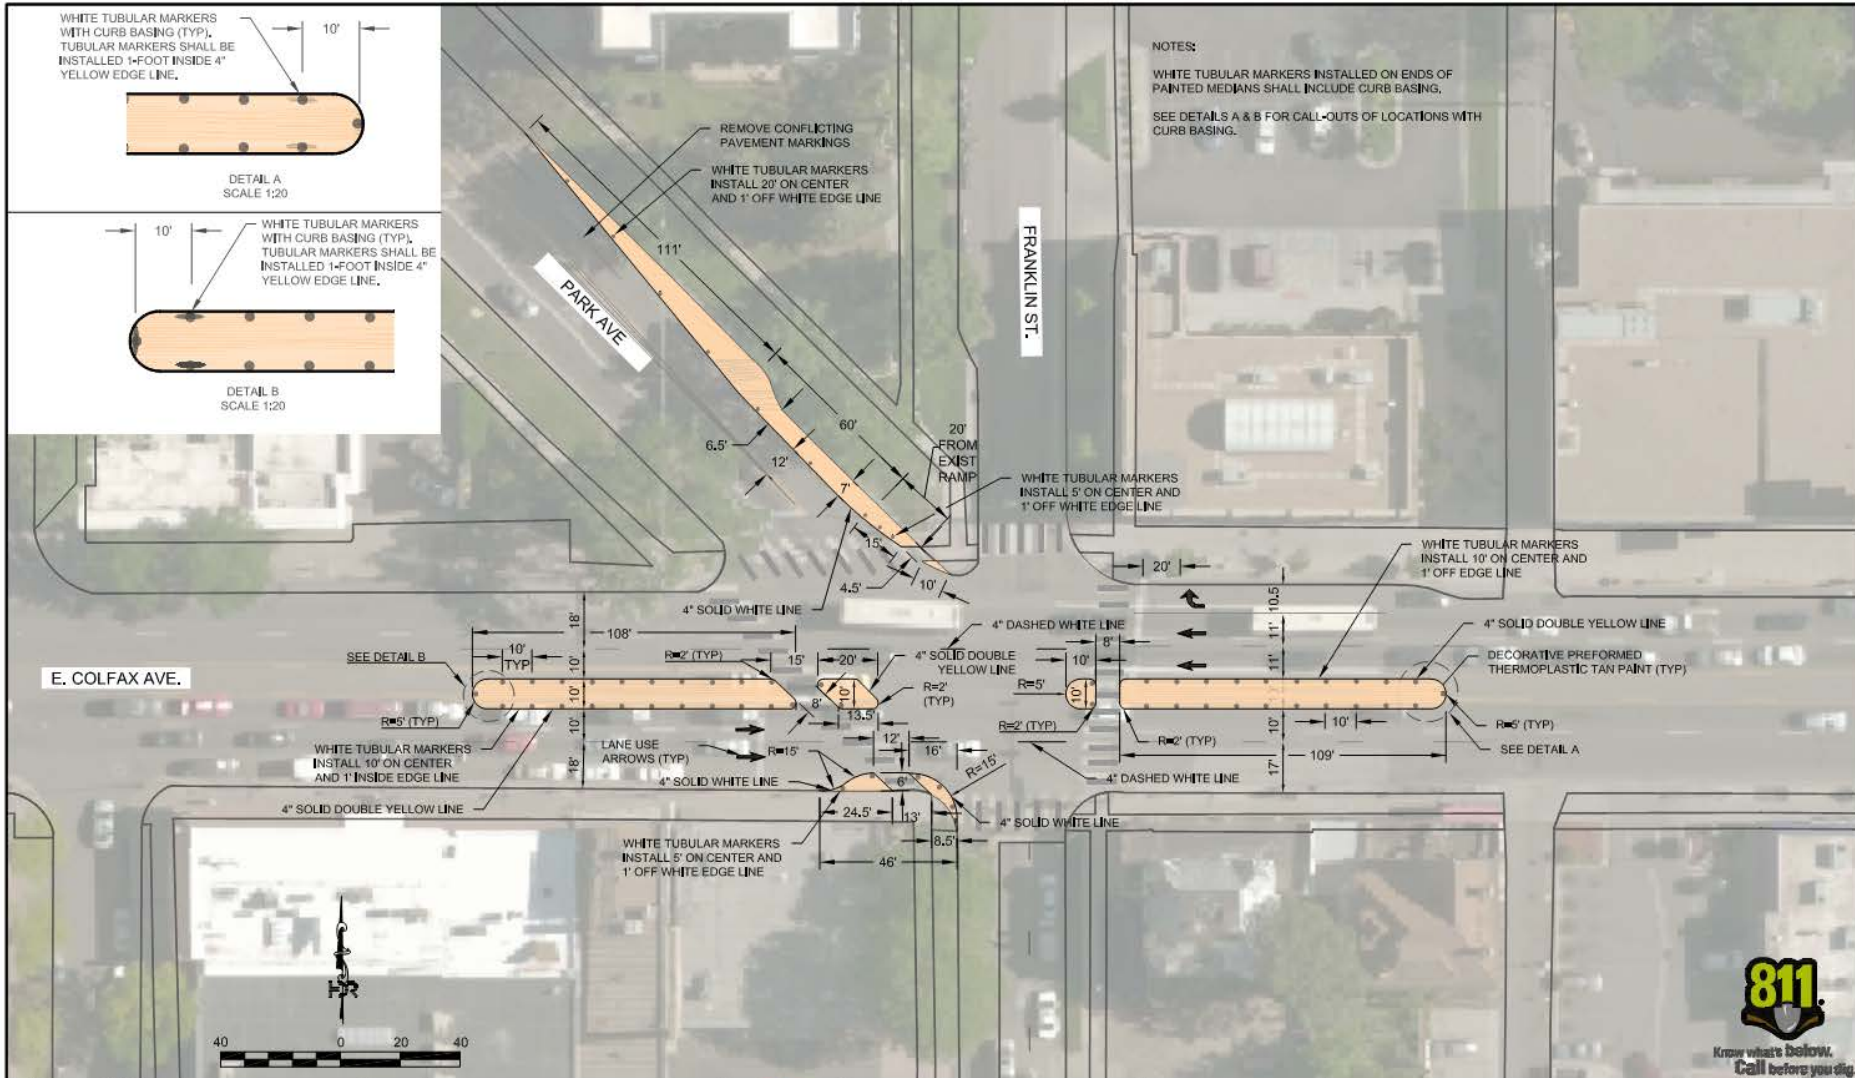 WHITE TUBULAR MARKERS
WITH CURB BASING (TYP).
TUBULAR MARKERS SHALL BE
INSTALLED 1-FOOT INSIDE 4"
YELLOW EDGE LINE.
10'
DETAIL A
SCALE 1:20
10'
WHITE TUBULAR MARKERS
WITH CURB BASING (TYP).
TUBULAR MARKERS SHALL BE
INSTALLED 1-FOOT INSIDE 4"
YELLOW EDGE LINE.
DETAIL B
SCALE 1:20
NOTES:
WHITE TUBULAR MARKERS INSTALLED ON ENDS OF
PAINTED MEDIANS SHALL INCLUDE CURB BASING.
SEE DETAILS A & B FOR CALL-OUTS OF LOCATIONS WITH
CURB BASING.
REMOVE CONFLICTING
PAVEMENT MARKINGS
WHITE TUBULAR MARKERS
INSTALL 20' ON CENTER
AND 1' OFF WHITE EDGE LINE
111'
PARK AVE
FRANKLIN ST.
60'
6.5'
12'
7'
20'
FROM
EXIST
RAMP
WHITE TUBULAR MARKERS
INSTALL 5' ON CENTER AND
1' OFF WHITE EDGE LINE
15'
4.5'
10'
4" SOLID WHITE LINE
WHITE TUBULAR MARKERS
INSTALL 10' ON CENTER AND
1' OFF EDGE LINE
20'
10.5
11'
11'
10'
17'
18'
10'
10'
10'
18'
108'
10'
TYP
SEE DETAIL B
R=2' (TYP)
15'
20'
4" DASHED WHITE LINE
4" SOLID DOUBLE
YELLOW LINE
R=2'
(TYP)
8'
10'
13.5'
8'
10'
R=5'
10'
R=2' (TYP)
R=2' (TYP)
4" SOLID DOUBLE YELLOW LINE
DECORATIVE PREFORMED
THERMOPLASTIC TAN PAINT (TYP)
R=5' (TYP)
SEE DETAIL A
10'
109'
E. COLFAX AVE.
R=5' (TYP)
WHITE TUBULAR MARKERS
INSTALL 10' ON CENTER
AND 1' INSIDE EDGE LINE
4" SOLID DOUBLE YELLOW LINE
LANE USE
ARROWS (TYP)
R=15'
12'
16'
R=15'
4" SOLID WHITE LINE
6'
24.5'
13'
8.5'
46'
4" DASHED WHITE LINE
4" SOLID WHITE LINE
WHITE TUBULAR MARKERS
INSTALL 5' ON CENTER AND
1' OFF WHITE EDGE LINE
40 0 20 40
811.
Know what's below.
Call before you dig.